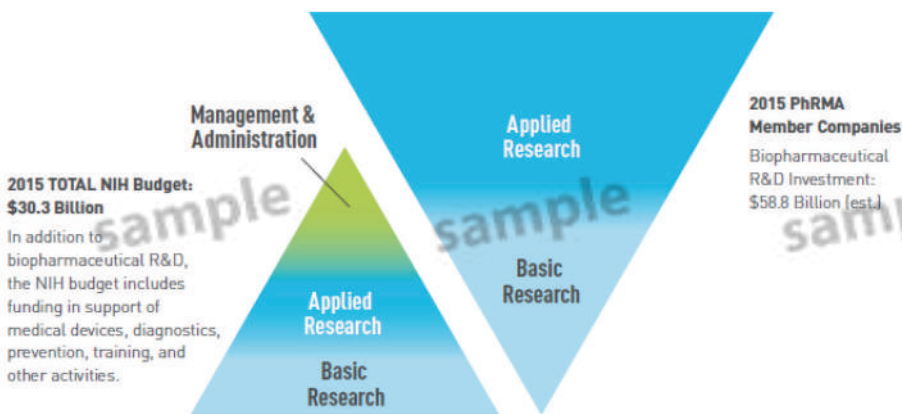 Management &
Administration
2015 TOTAL NIH Budget:
$30.3 Billion
In addition to
biopharmaceutical R&D,
the NIH budget includes
funding in support of
medical devices, diagnostics,
prevention, training, and
other activities.
Applied
Research
Basic
Research
Applied
Research
Basic
Research
2015 PhRMA
Member Companies
Biopharmaceutical
R&D Investment:
$58.8 Billion (est.)
sample
sample
sample
sam